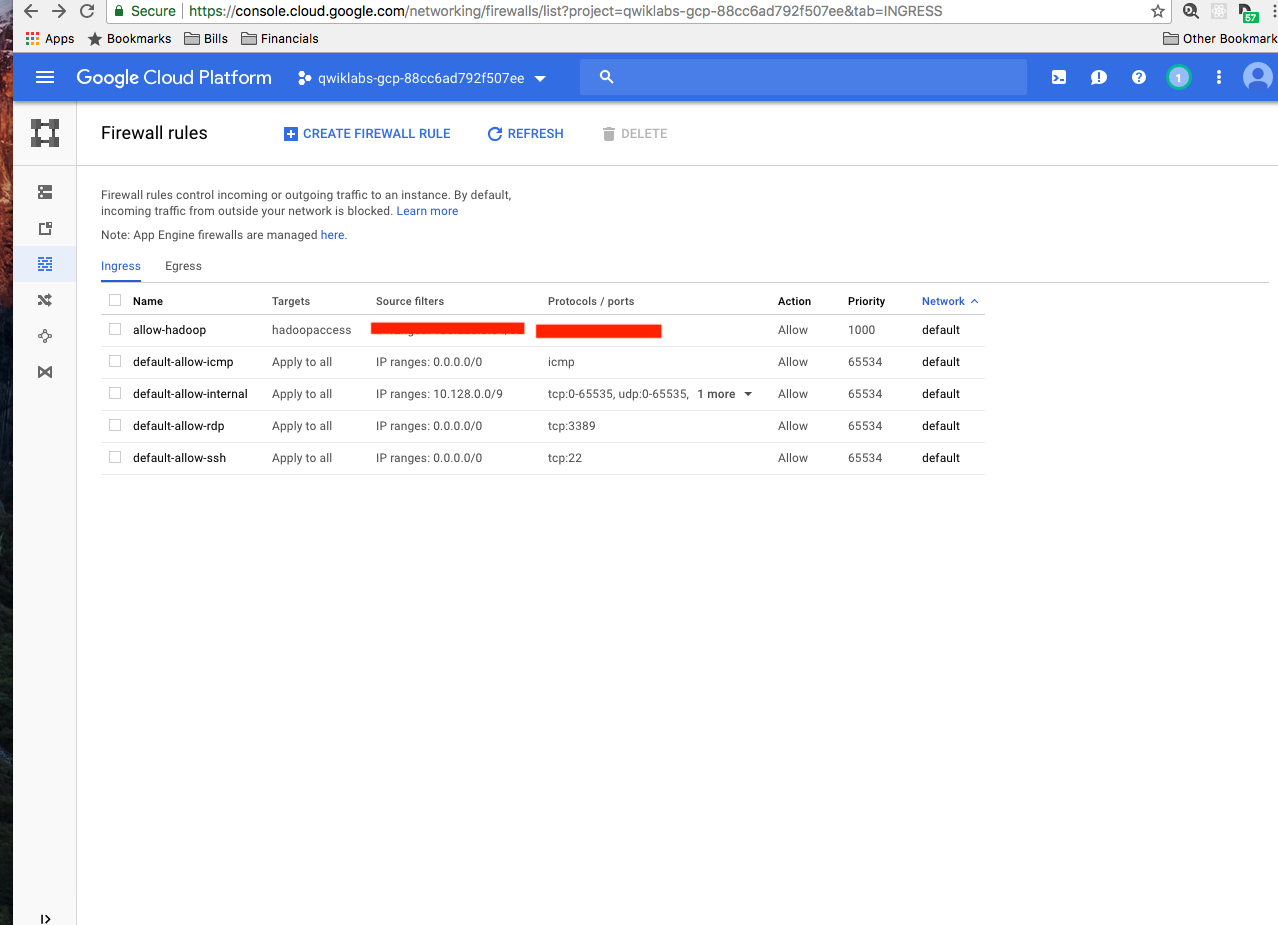 Secure https://console.cloud.google.com/networking/firewalls/list?project=qwiklabs-gcp-88cc6ad792f507ee&tab=INGRESS
57
Apps Bookmarks Bills Financials Other Bookmark
Google Cloud Platform qwiklabs-gcp-88cc6ad792f507ee 1
Firewall rules CREATE FIREWALL RULE REFRESH DELETE
Firewall rules control incoming or outgoing traffic to an instance. By default,
incoming traffic from outside your network is blocked. Learn more
Note: App Engine firewalls are managed here.
Ingress Egress
Name Targets Source filters Protocols / ports Action Priority Network
allow-hadoop hadoopaccess Allow 1000 default
default-allow-icmp Apply to all IP ranges: 0.0.0.0/0 icmp Allow 65534 default
default-allow-internal Apply to all IP ranges: 10.128.0.0/9 tcp:0-65535, udp:0-65535, 1 more Allow 65534 default
default-allow-rdp Apply to all IP ranges: 0.0.0.0/0 tcp:3389 Allow 65534 default
default-allow-ssh Apply to all IP ranges: 0.0.0.0/0 tcp:22 Allow 65534 default